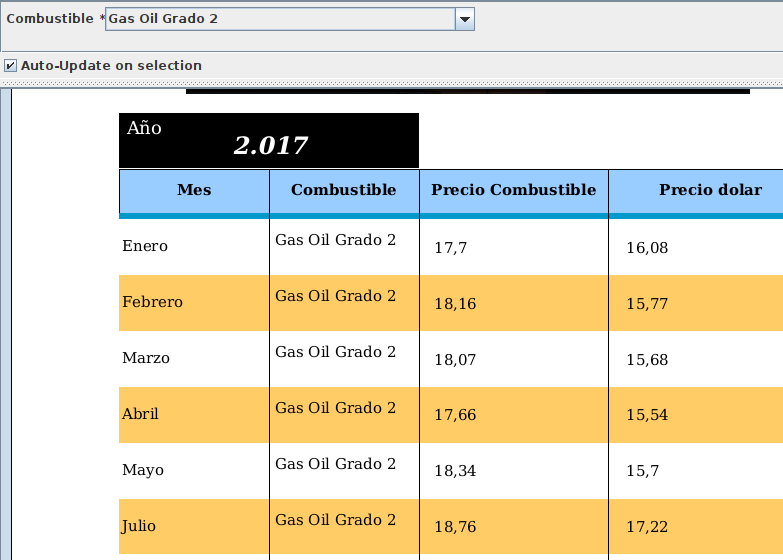 Combustible * Gas Oil Grado 2
Auto-Update on selection
Año
2.017
Mes Combustible Precio Combustible Precio dolar
Enero Gas Oil Grado 2 17,7 16,08
Febrero Gas Oil Grado 2 18,16 15,77
Marzo Gas Oil Grado 2 18,07 15,68
Abril Gas Oil Grado 2 17,66 15,54
Mayo Gas Oil Grado 2 18,34 15,7
Julio Gas Oil Grado 2 18,76 17,22